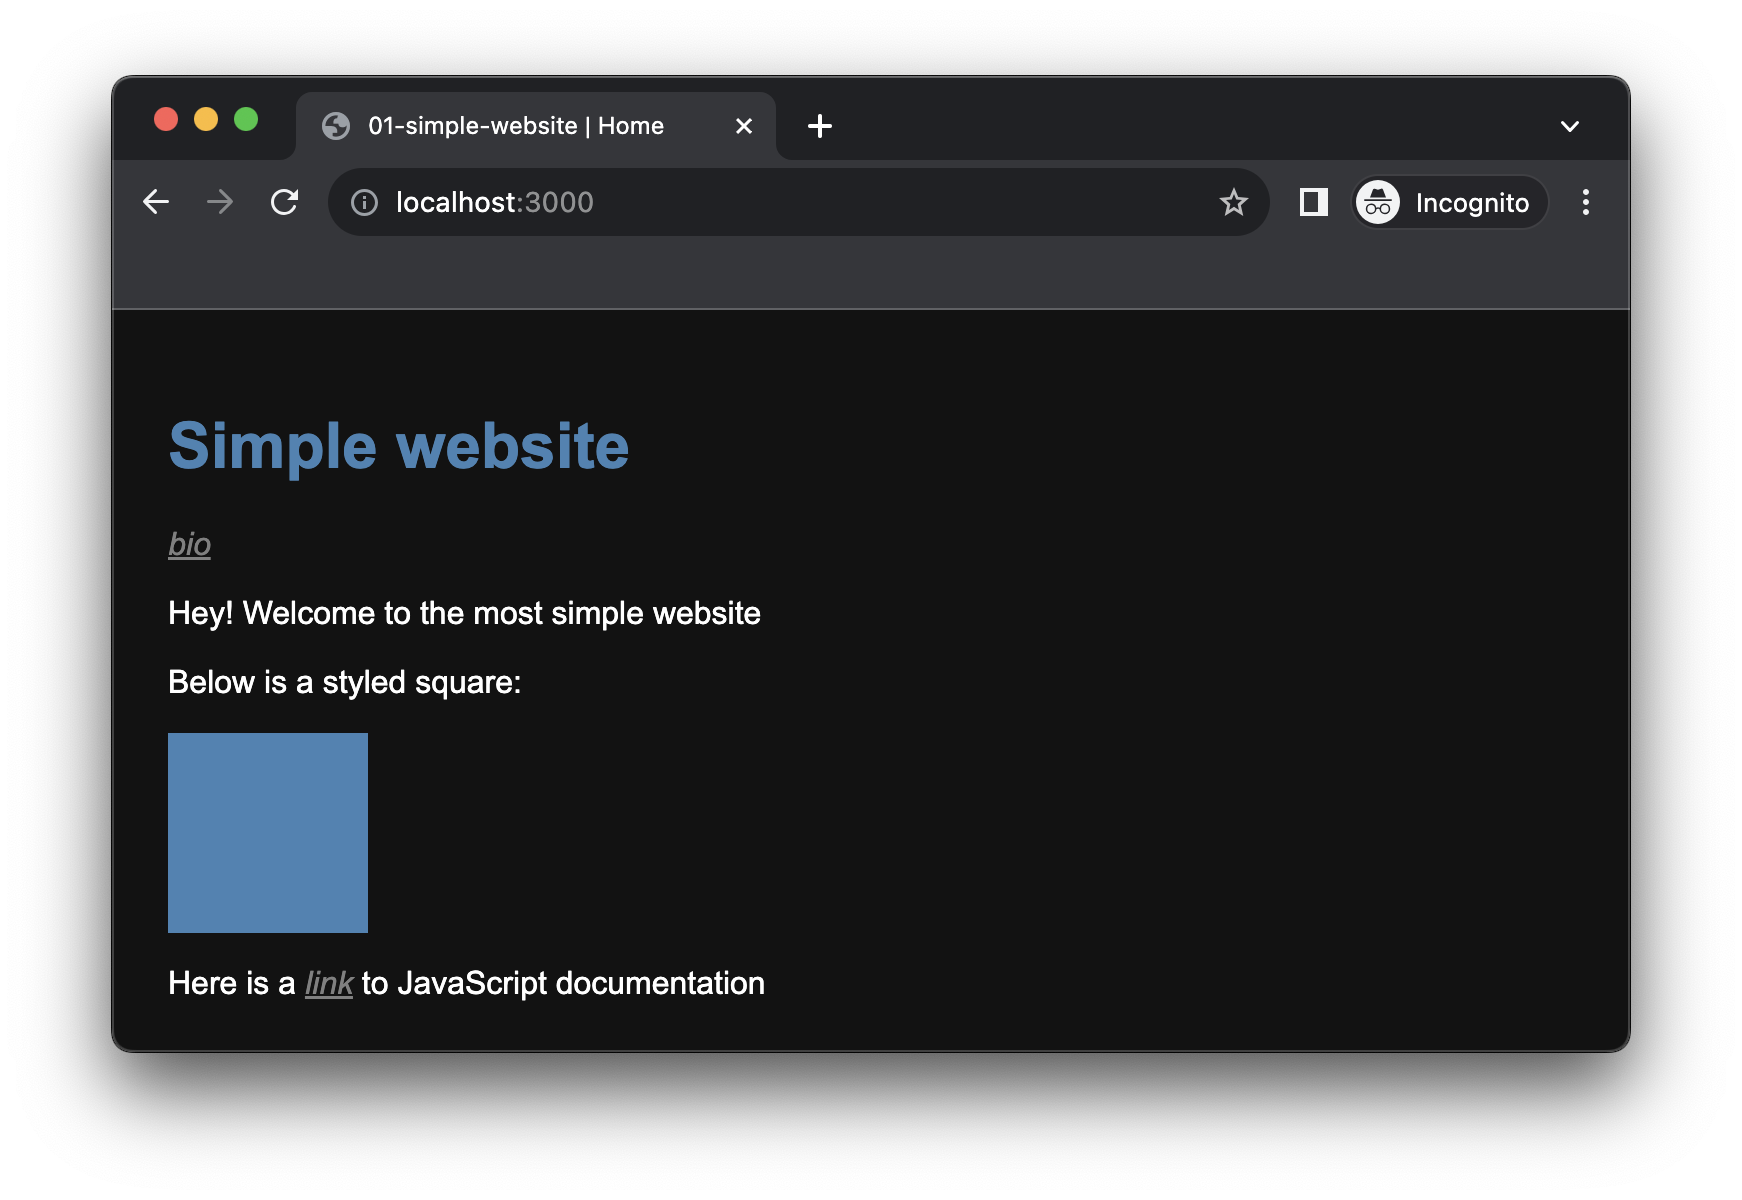 01-simple-website | Home
localhost:3000
Incognito
Simple website
bio
Hey! Welcome to the most simple website
Below is a styled square:
Here is a link to JavaScript documentation